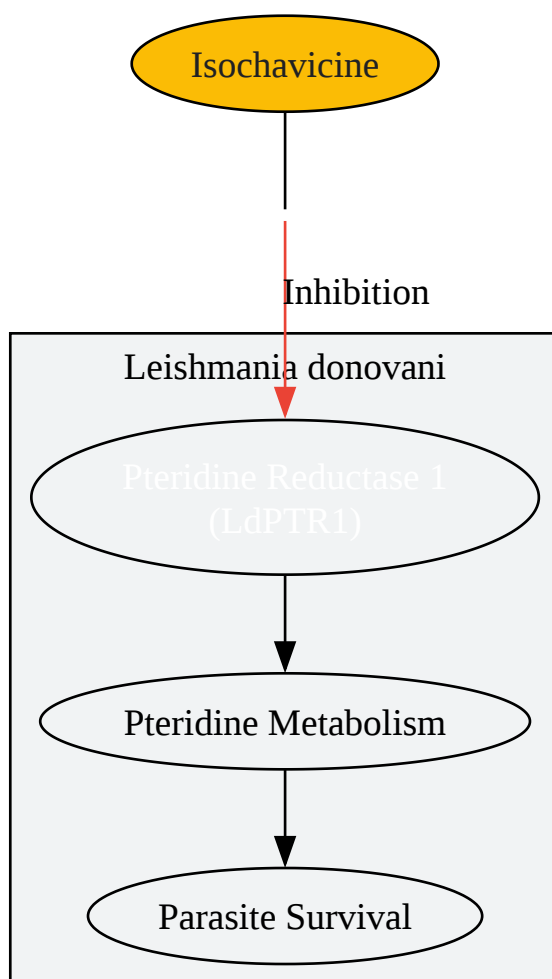 Isochavicine
Inhibition
Leishmania donovani
Pteridine Reductase 1
(LdPTR1)
Pteridine Metabolism
Parasite Survival